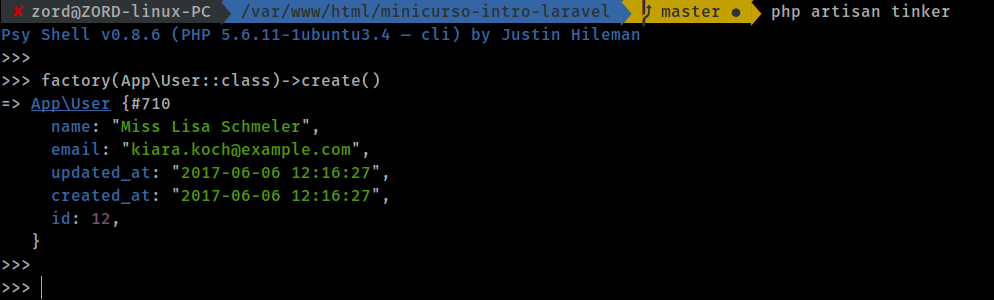 ✘ zord@ZORD-linux-PC /var/www/html/minicurso-intro-laravel master ● php artisan tinker
Psy Shell v0.8.6 (PHP 5.6.11-1ubuntu3.4 — cli) by Justin Hileman
>>>
>>> factory(App\User::class)->create()
=> App\User {#710
     name: "Miss Lisa Schmeler",
     email: "kiara.koch@example.com",
     updated_at: "2017-06-06 12:16:27",
     created_at: "2017-06-06 12:16:27",
     id: 12,
   }
>>>
>>>